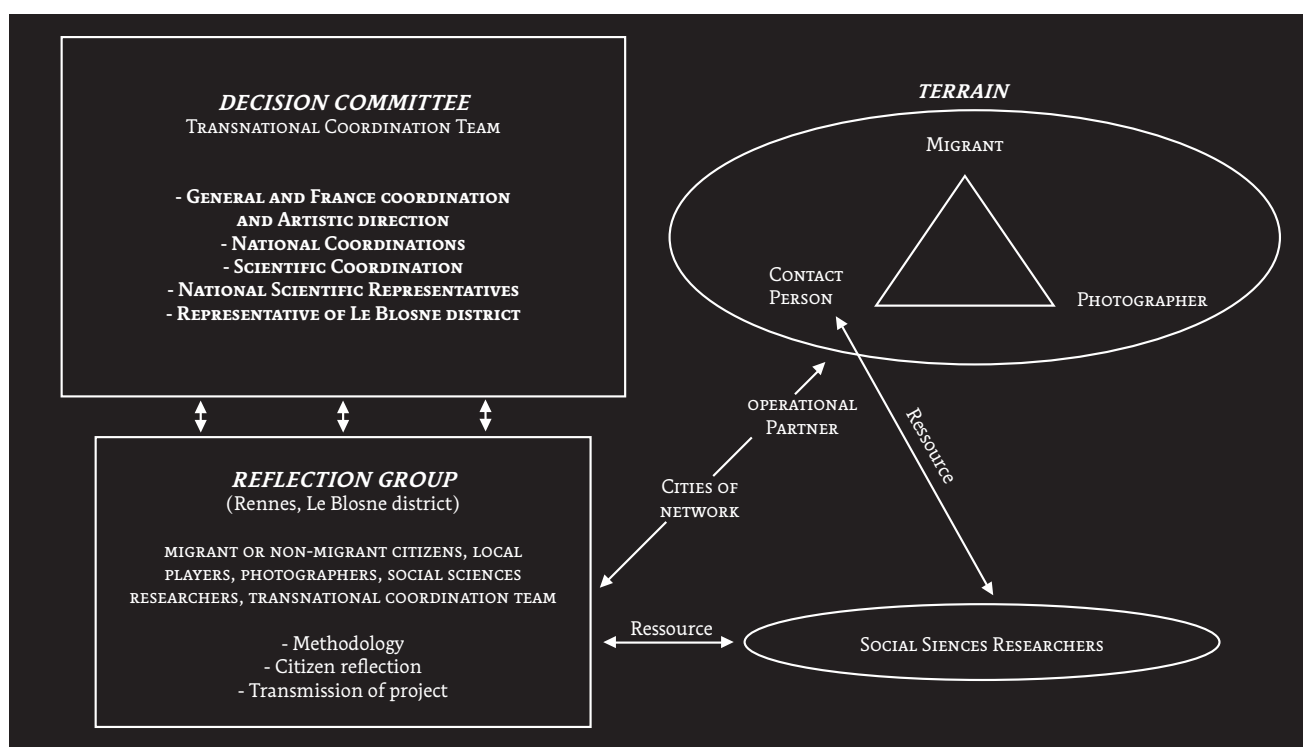 DECISION COMMITTEE
Transnational Coordination Team
- General and France coordination
and Artistic direction
- National Coordinations
- Scientific Coordination
- National Scientific Representatives
- Representative of Le Blosne district
REFLECTION GROUP
(Rennes, Le Blosne district)
migrant or non-migrant citizens, local
players, photographers, social sciences
researchers, transnational coordination team
- Methodology
- Citizen reflection
- Transmission of project
TERRAIN
Migrant
Contact
Person
Photographer
operational
Partner
Cities of
network
Ressource
Ressource
Social Siences Researchers